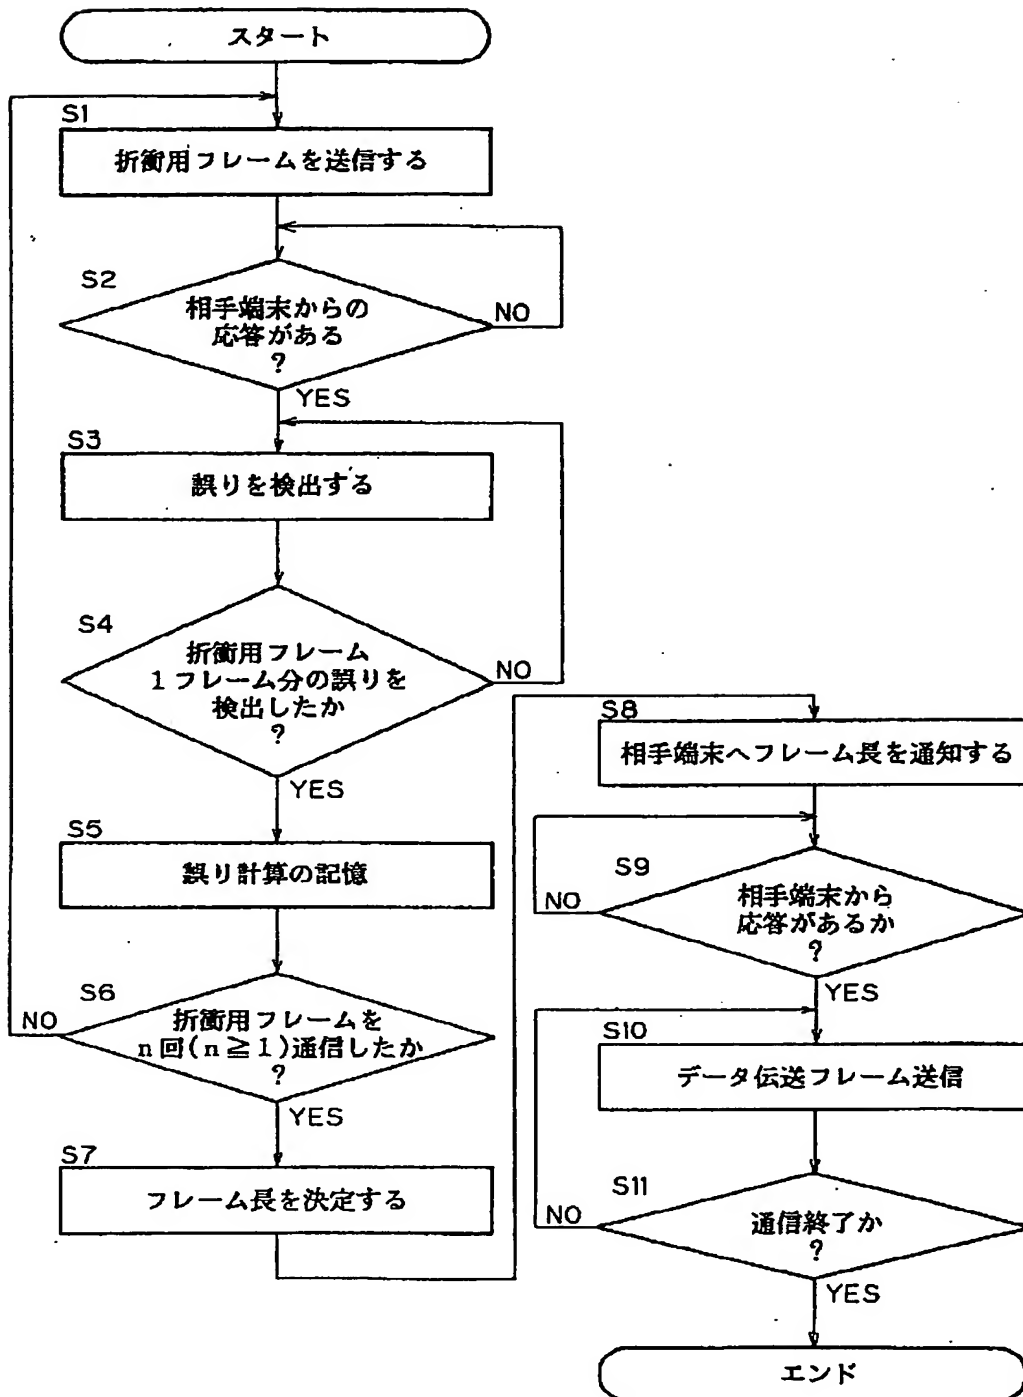 スタート
S1
折衝用フレームを送信する
S2
相手端末からの
応答がある
?
NO
YES
S3
誤りを検出する
S4
折衝用フレーム
1フレーム分の誤りを
検出したか
?
NO
YES
S5
誤り計算の記憶
S6
折衝用フレームを
n回(n≧1)通信したか
?
NO
YES
S7
フレーム長を決定する
S8
相手端末へフレーム長を通知する
S9
相手端末から
応答があるか
?
NO
YES
S10
データ伝送フレーム送信
S11
通信終了か
?
NO
YES
エンド